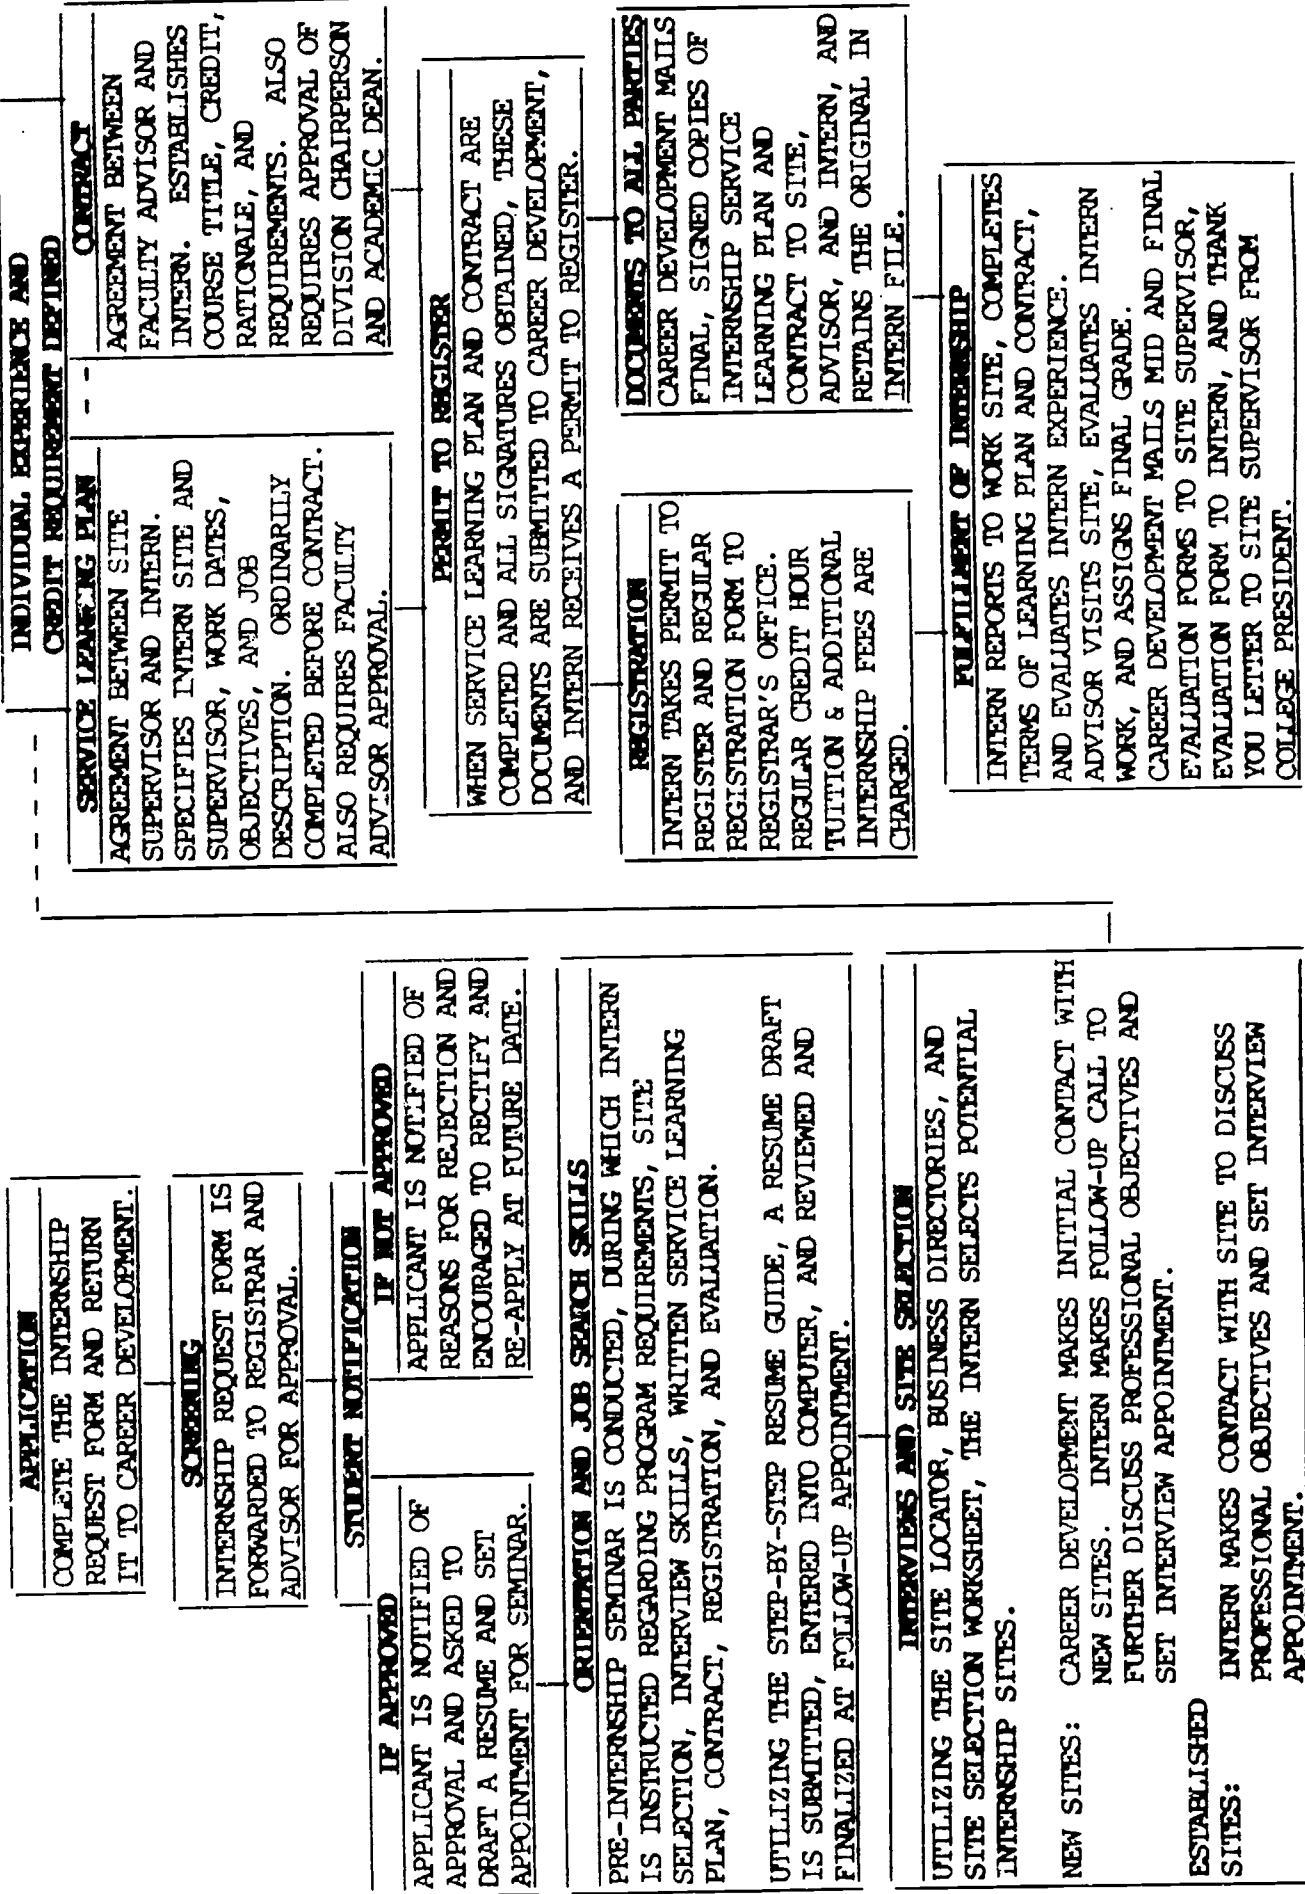 APPLICATION
COMPLETE THE INTERNSHIP
REQUEST FORM AND RETURN
IT TO CAREER DEVELOPMENT.
SCREENING
INTERNSHIP REQUEST FORM IS
FORWARDED TO REGISTRAR AND
ADVISOR FOR APPROVAL.
STUDENT NOTIFICATION
IF APPROVED
APPLICANT IS NOTIFIED OF
APPROVAL AND ASKED TO
DRAFT A RESUME AND SET
APPOINTMENT FOR SEMINAR.
IF NOT APPROVED
APPLICANT IS NOTIFIED OF
REASONS FOR REJECTION AND
ENCOURAGED TO RECTIFY AND
RE-APPLY AT FUTURE DATE.
ORIENTATION AND JOB SEARCH SKILLS
PRE-INTERNSHIP SEMINAR IS CONDUCTED, DURING WHICH INTERN
IS INSTRUCTED REGARDING PROGRAM REQUIREMENTS, SITE
SELECTION, INTERVIEW SKILLS, WRITTEN SERVICE LEARNING
PLAN, CONTRACT, REGISTRATION, AND EVALUATION.
UTILIZING THE STEP-BY-STEP RESUME GUIDE, A RESUME DRAFT
IS SUBMITTED, ENTERED INTO COMPUTER, AND REVIEWED AND
FINALIZED AT FOLLOW-UP APPOINTMENT.
INTERVIEWS AND SITE SELECTION
UTILIZING THE SITE LOCATOR, BUSINESS DIRECTORIES, AND
SITE SELECTION WORKSHEET, THE INTERN SELECTS POTENTIAL
INTERNSHIP SITES.
NEW SITES: CAREER DEVELOPMENT MAKES INITIAL CONTACT WITH
NEW SITES. INTERN MAKES FOLLOW-UP CALL TO
FURTHER DISCUSS PROFESSIONAL OBJECTIVES AND
SET INTERVIEW APPOINTMENT.
ESTABLISHED
SITES: INTERN MAKES CONTACT WITH SITE TO DISCUSS
PROFESSIONAL OBJECTIVES AND SET INTERVIEW
APPOINTMENT.
INDIVIDUAL EXPERIENCE AND
CREDIT REQUIREMENT DEFINED
SERVICE LEARNING PLAN
AGREEMENT BETWEEN SITE
SUPERVISOR AND INTERN.
SPECIFIES INTERN SITE AND
SUPERVISOR, WORK DATES,
OBJECTIVES, AND JOB
DESCRIPTION. ORDINARILY
COMPLETED BEFORE CONTRACT.
ALSO REQUIRES FACULTY
ADVISOR APPROVAL.
CONTRACT
AGREEMENT BETWEEN
FACULTY ADVISOR AND
INTERN. ESTABLISHES
COURSE TITLE, CREDIT,
RATIONALE, AND
REQUIREMENTS. ALSO
REQUIRES APPROVAL OF
DIVISION CHAIRPERSON
AND ACADEMIC DEAN.
PERMIT TO REGISTER
WHEN SERVICE LEARNING PLAN AND CONTRACT ARE
COMPLETED AND ALL SIGNATURES OBTAINED, THESE
DOCUMENTS ARE SUBMITTED TO CAREER DEVELOPMENT,
AND INTERN RECEIVES A PERMIT TO REGISTER.
REGISTRATION
INTERN TAKES PERMIT TO
REGISTER AND REGULAR
REGISTRATION FORM TO
REGISTRAR'S OFFICE.
REGULAR CREDIT HOUR
TUITION & ADDITIONAL
INTERNSHIP FEES ARE
CHARGED.
DOCUMENTS TO ALL PARTIES
CAREER DEVELOPMENT MAILS
FINAL, SIGNED COPIES OF
INTERNSHIP SERVICE
LEARNING PLAN AND
CONTRACT TO SITE,
ADVISOR, AND INTERN, AND
RETAINS THE ORIGINAL IN
INTERN FILE.
FULFILLMENT OF INTERNSHIP
INTERN REPORTS TO WORK SITE, COMPLETES
TERMS OF LEARNING PLAN AND CONTRACT,
AND EVALUATES INTERN EXPERIENCE.
ADVISOR VISITS SITE, EVALUATES INTERN
WORK, AND ASSIGNS FINAL GRADE.
CAREER DEVELOPMENT MAILS MID AND FINAL
EVALUATION FORMS TO SITE SUPERVISOR,
EVALUATION FORM TO INTERN, AND THANK
YOU LETTER TO SITE SUPERVISOR FROM
COLLEGE PRESIDENT.